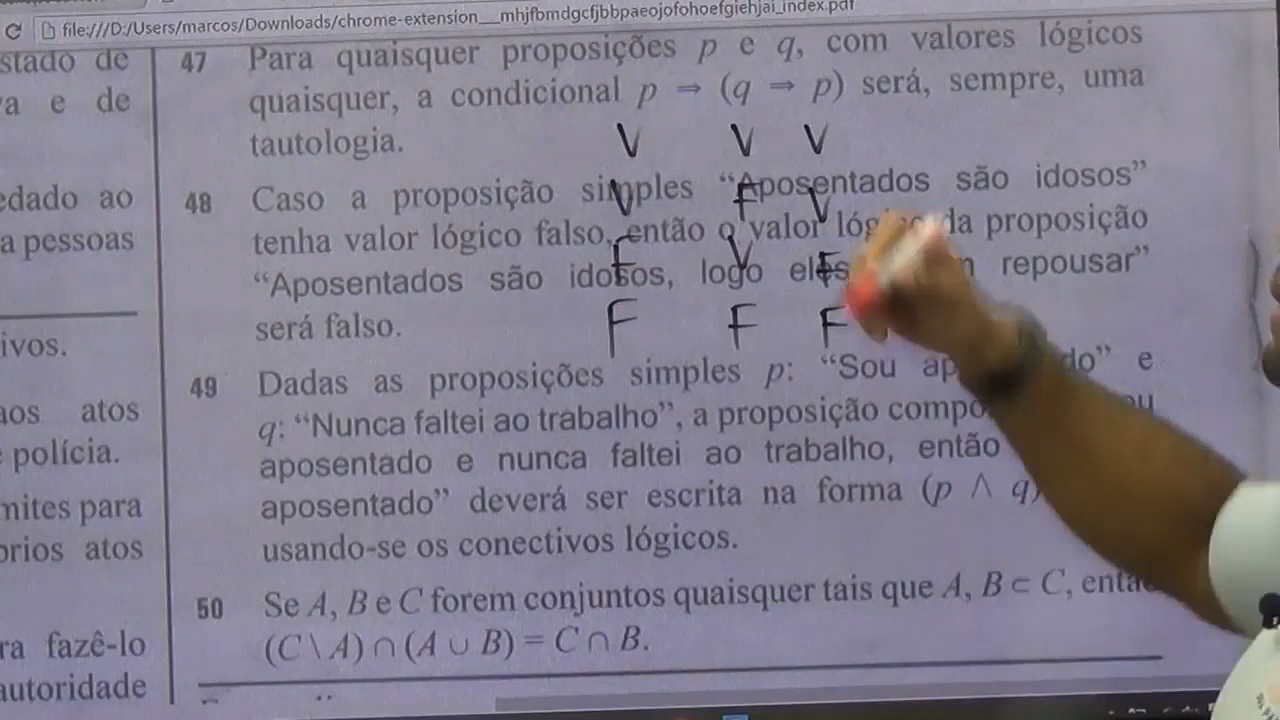 file:///D:/Users/marcos/Downloads/chrome-extension___mhjfbmdgcfjbbpaeojofohoefgiehjai_index.pdf
stado de
va e de
edado ao
a pessoas
ivos.
aos atos
polícia.
mites para
prios atos
ra fazê-lo
autoridade
47 Para quaisquer proposições p e q, com valores lógicos
quaisquer, a condicional p ⇒ (q ⇒ p) será, sempre, uma
tautologia.
V V V
48 Caso a proposição simples “Aposentados são idosos”
V F V
tenha valor lógico falso, então o valor lógico da proposição
F V F
“Aposentados são idosos, logo eles repousar”
será falso.
F F F
49 Dadas as proposições simples p: “Sou e
q: “Nunca faltei ao trabalho”, a proposição
aposentado e nunca faltei ao trabalho, então
aposentado” deverá ser escrita na forma (p ∧ q)
usando-se os conectivos lógicos.
50 Se A, B e C forem conjuntos quaisquer tais que A, B ⊂ C, então
(C \ A) ∩ (A ∪ B) = C ∩ B.